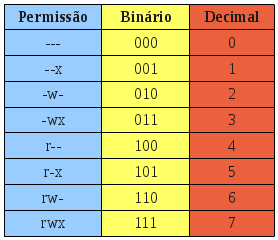 Permissão Binário Decimal
--- 000 0
--x 001 1
-w- 010 2
-wx 011 3
r-- 100 4
r-x 101 5
rw- 110 6
rwx 111 7